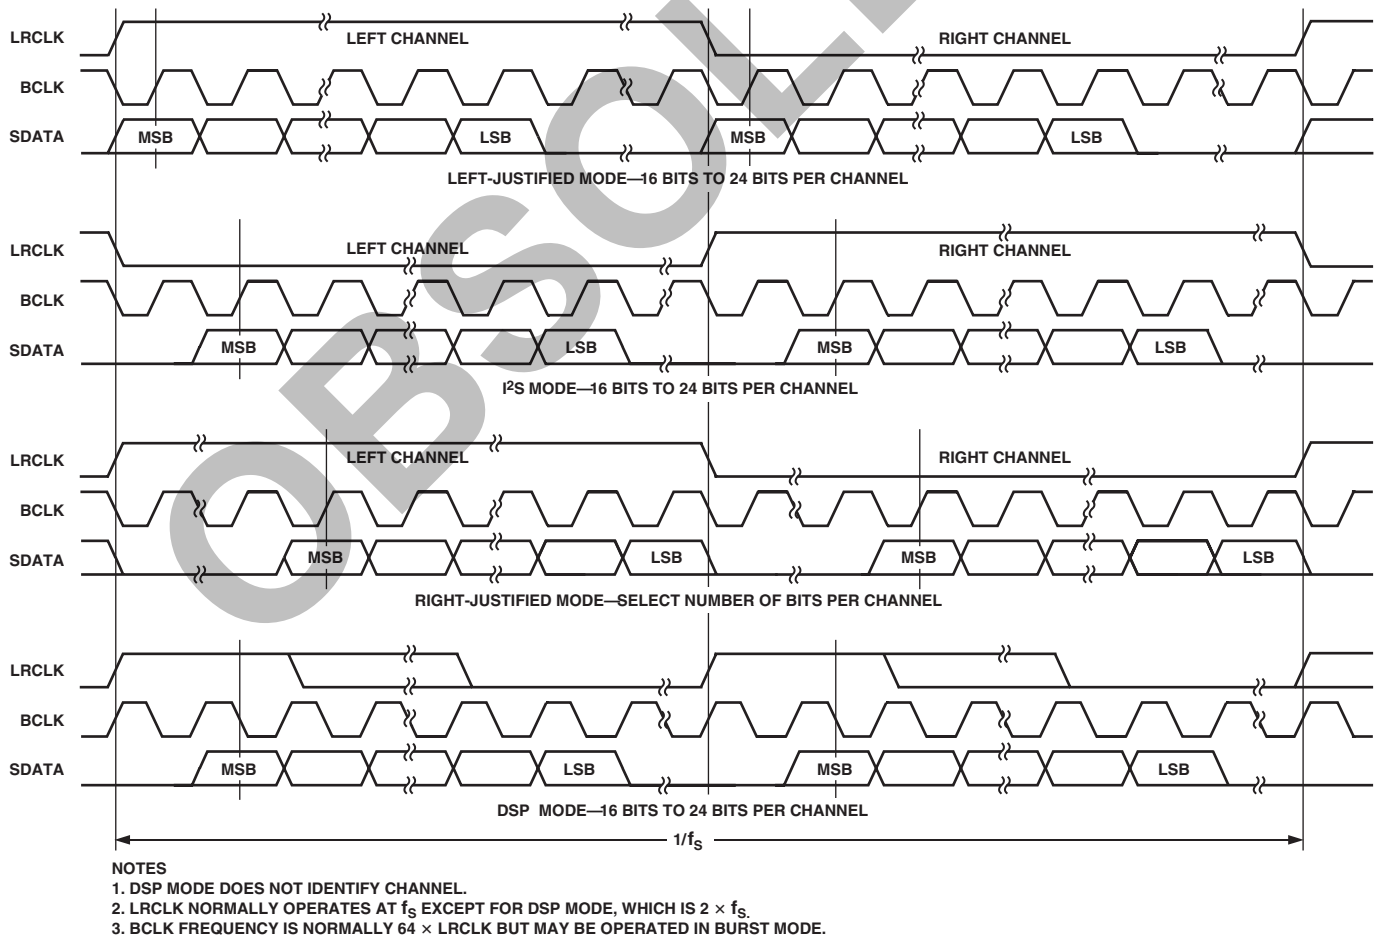 LRCLK
LEFT CHANNEL
RIGHT CHANNEL
BCLK
SDATA
MSB
LSB
MSB
LSB
LEFT-JUSTIFIED MODE—16 BITS TO 24 BITS PER CHANNEL
LRCLK
LEFT CHANNEL
RIGHT CHANNEL
BCLK
SDATA
MSB
LSB
MSB
LSB
I²S MODE—16 BITS TO 24 BITS PER CHANNEL
LRCLK
LEFT CHANNEL
RIGHT CHANNEL
BCLK
SDATA
MSB
LSB
MSB
LSB
RIGHT-JUSTIFIED MODE—SELECT NUMBER OF BITS PER CHANNEL
LRCLK
BCLK
SDATA
MSB
LSB
MSB
LSB
DSP MODE—16 BITS TO 24 BITS PER CHANNEL
1/fS
NOTES
1. DSP MODE DOES NOT IDENTIFY CHANNEL.
2. LRCLK NORMALLY OPERATES AT fS EXCEPT FOR DSP MODE, WHICH IS 2 × fS.
3. BCLK FREQUENCY IS NORMALLY 64 × LRCLK BUT MAY BE OPERATED IN BURST MODE.